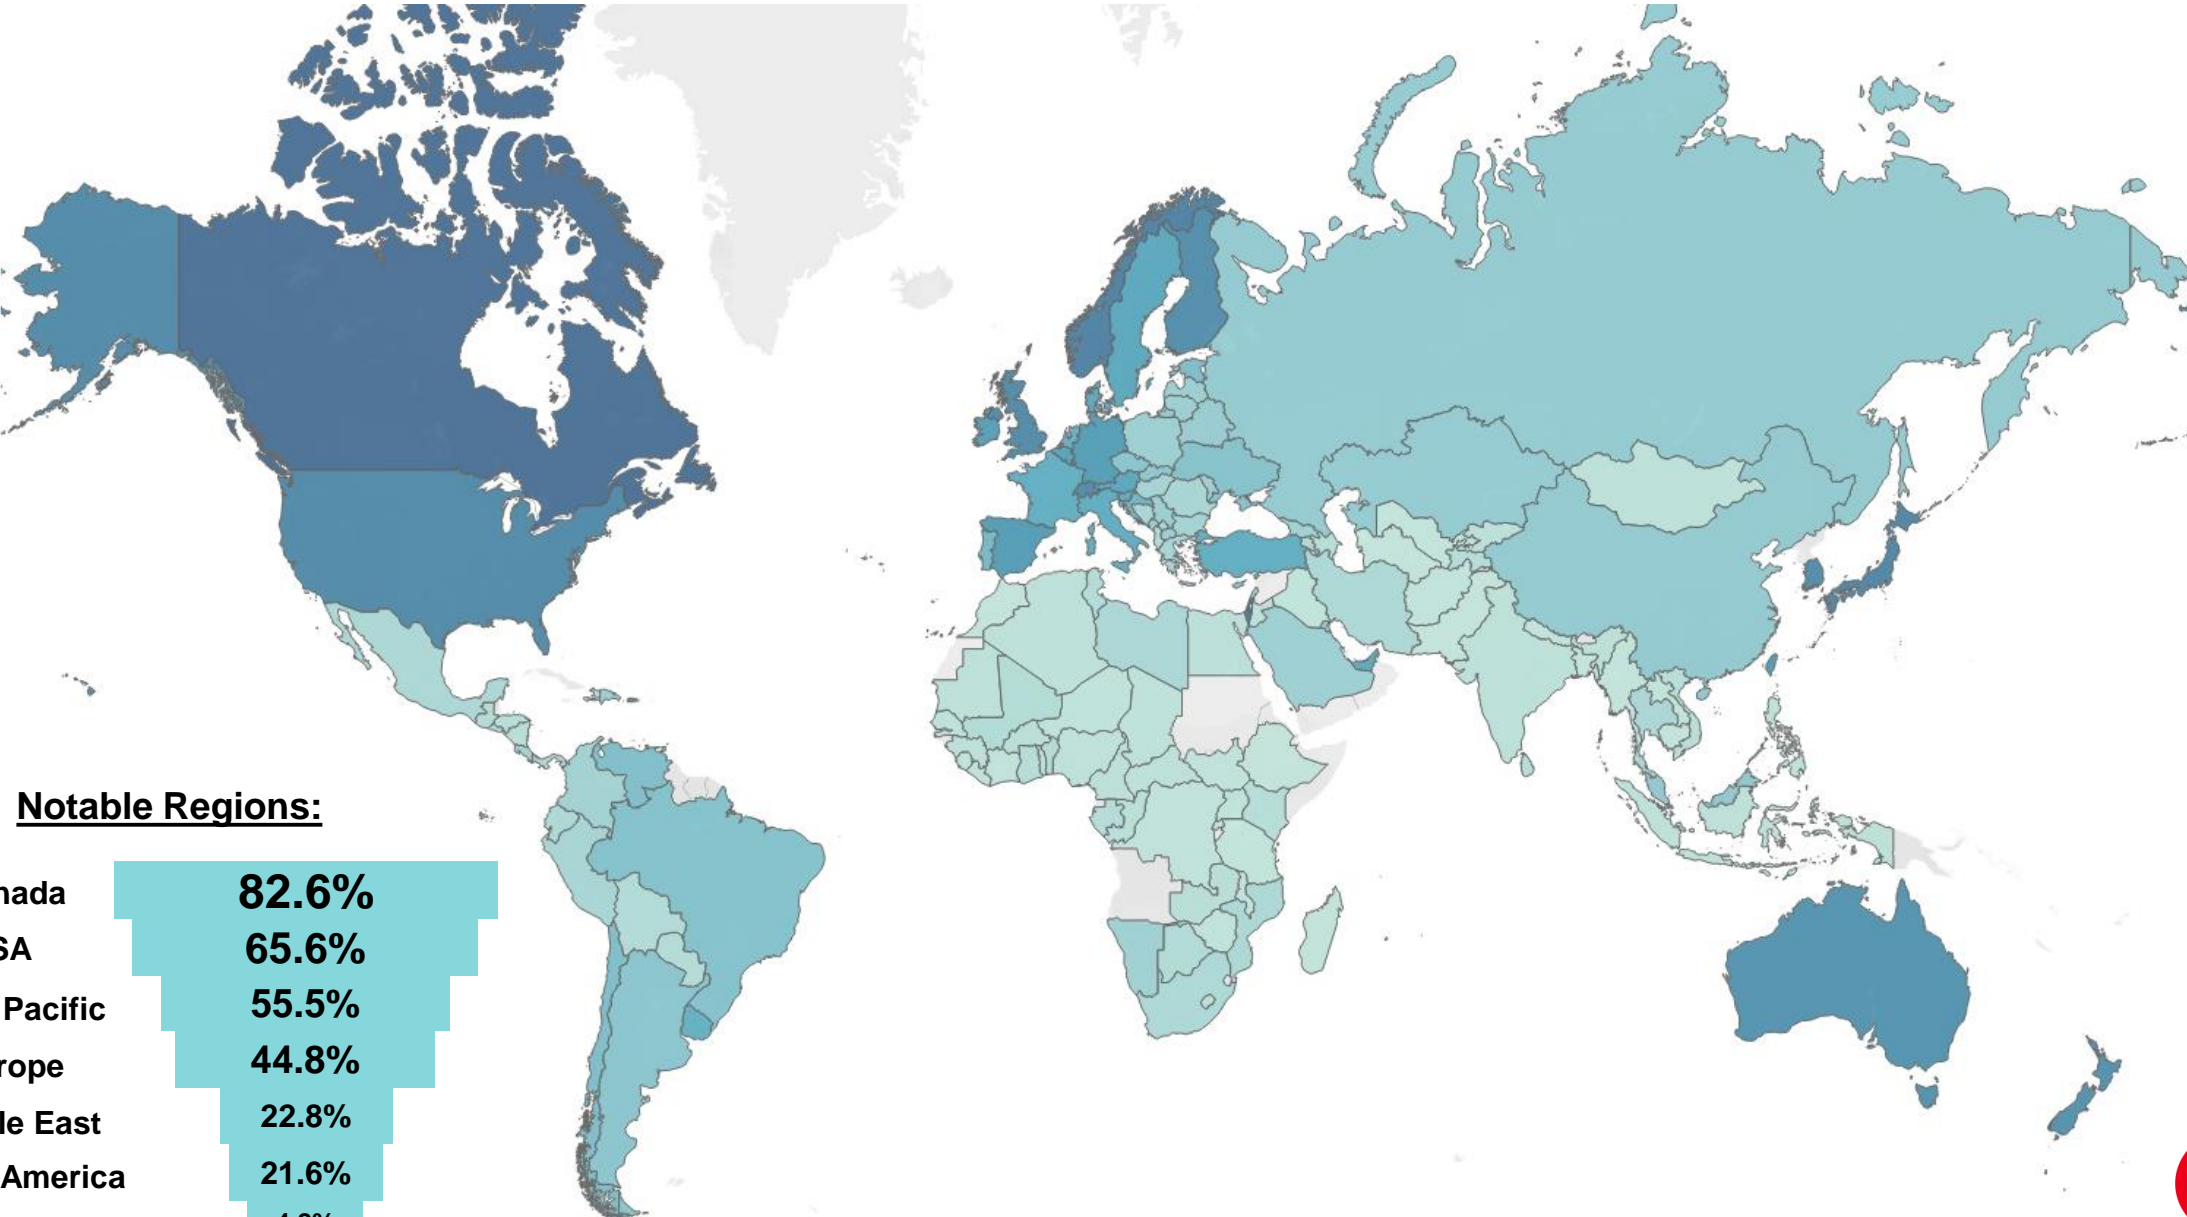 Notable Regions:
nada 82.6%
SA 65.6%
Pacific 55.5%
rope 44.8%
le East 22.8%
America 21.6%